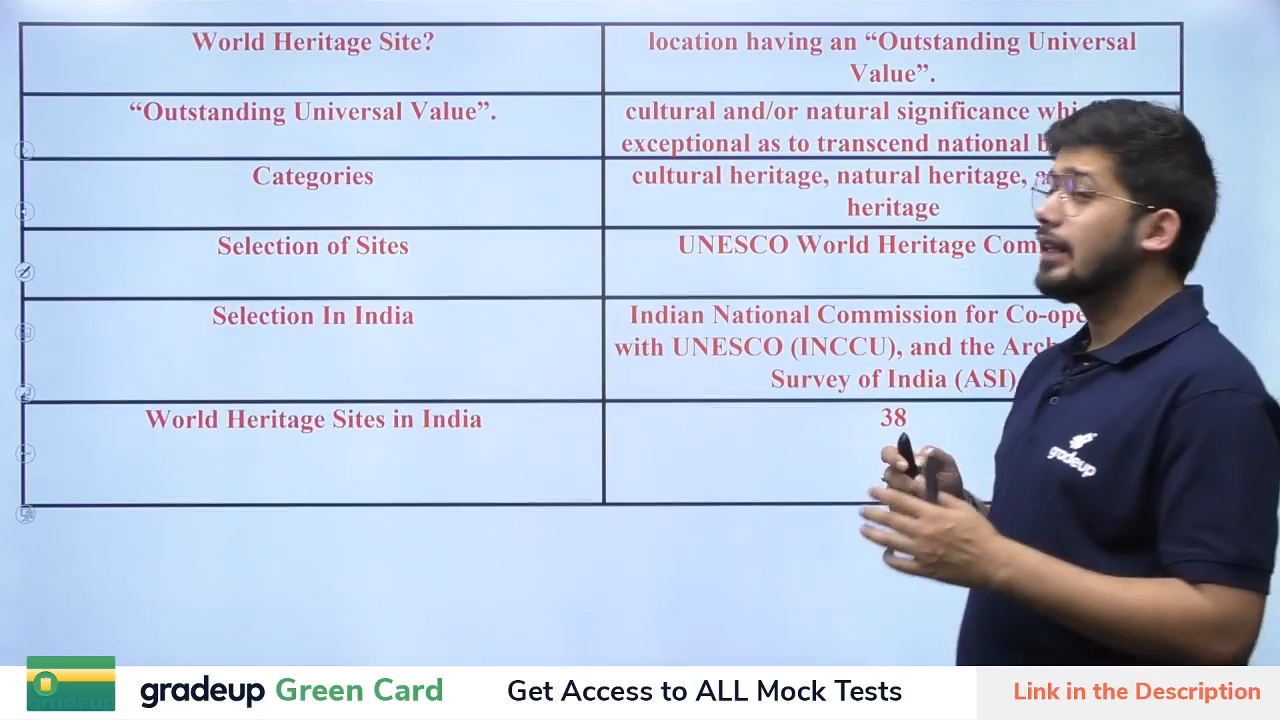 World Heritage Site?
location having an “Outstanding Universal
Value”.
“Outstanding Universal Value”.
cultural and/or natural significance
exceptional as to transcend national
Categories
cultural heritage, natural heritage,
heritage
Selection of Sites
UNESCO World Heritage
Selection In India
Indian National Commission for
with UNESCO (INCCU), and the
Survey of India (ASI)
World Heritage Sites in India
38
gradeup
gradeup Green Card
Get Access to ALL Mock Tests
Link in the Description